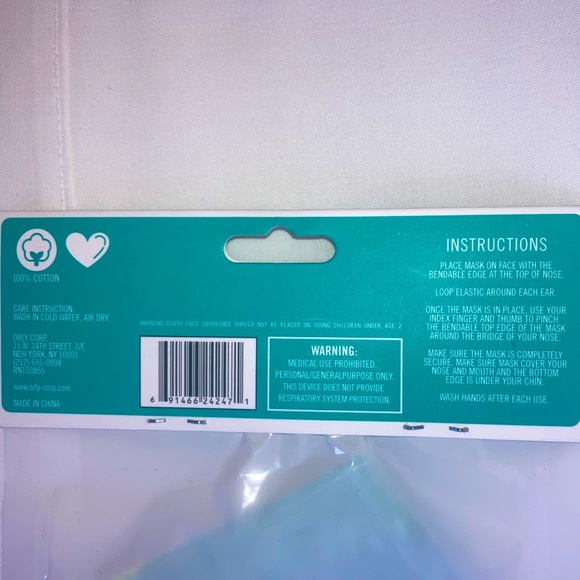 100% COTTON
CARE INSTRUCTION:
WASH IN COLD WATER, AIR DRY.
ORLY CORP.
15 W 34TH STREET 7/F
NEW YORK, NY 10001
(212) 695-0998
RN150855
www.orly-corp.com
MADE IN CHINA
WARNING CLOTH FACE COVERINGS SHOULD NOT BE PLACED ON YOUNG CHILDREN UNDER AGE 2
6 91466 24247 1
WARNING:
MEDICAL USE PROHIBITED.
PERSONAL/GENERALPURPOSE ONLY.
THIS DEVICE DOES NOT PROVIDE
RESPIRATORY SYSTEM PROTECTION.
INSTRUCTIONS
PLACE MASK ON FACE WITH THE
BENDABLE EDGE AT THE TOP OF NOSE.
LOOP ELASTIC AROUND EACH EAR.
ONCE THE MASK IS IN PLACE, USE YOUR
INDEX FINGER AND THUMB TO PINCH
THE BENDABLE TOP EDGE OF THE MASK
AROUND THE BRIDGE OF YOUR NOSE.
MAKE SURE THE MASK IS COMPLETELY
SECURE. MAKE SURE MASK COVER YOUR
NOSE AND MOUTH AND THE BOTTOM
EDGE IS UNDER YOUR CHIN.
WASH HANDS AFTER EACH USE.